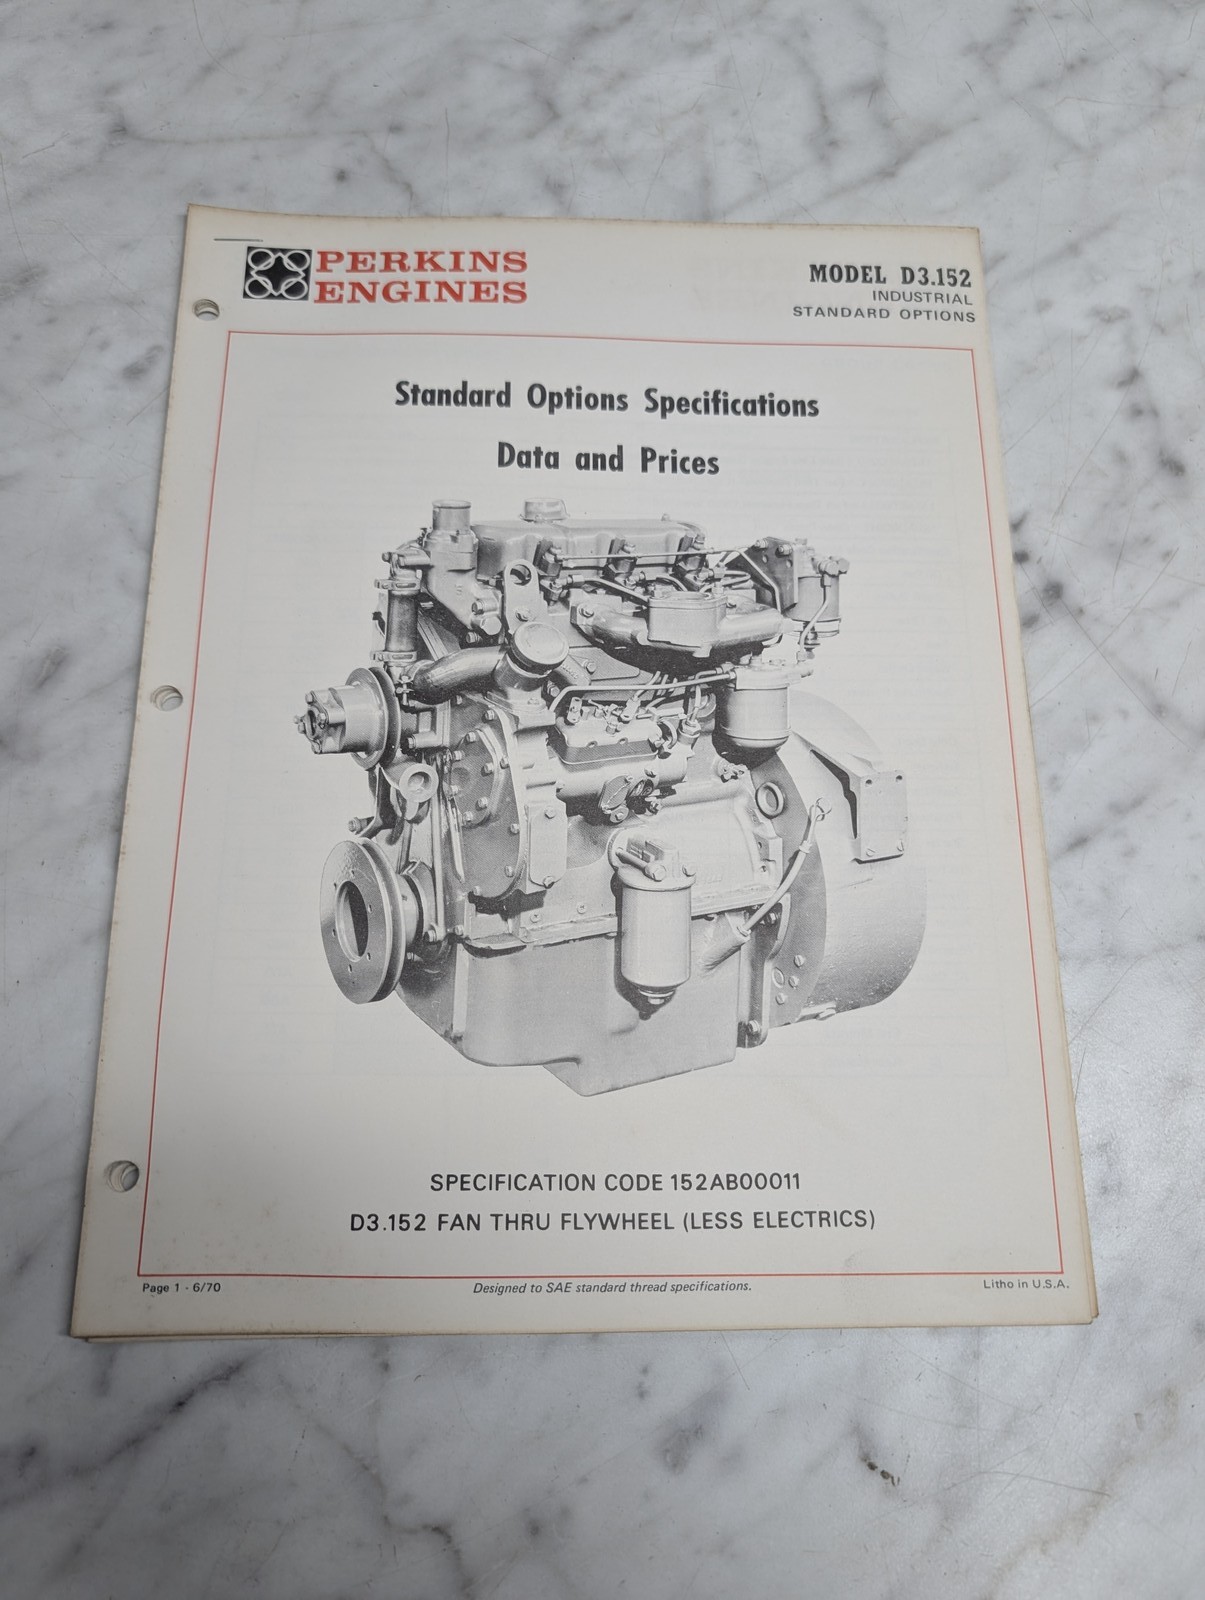 PERKINS
ENGINES
MODEL D3.152
INDUSTRIAL
STANDARD OPTIONS
Standard Options Specifications
Data and Prices
SPECIFICATION CODE 152AB00011
D3.152 FAN THRU FLYWHEEL (LESS ELECTRICS)
Page 1 - 6/70
Designed to SAE standard thread specifications.
Litho in U.S.A.